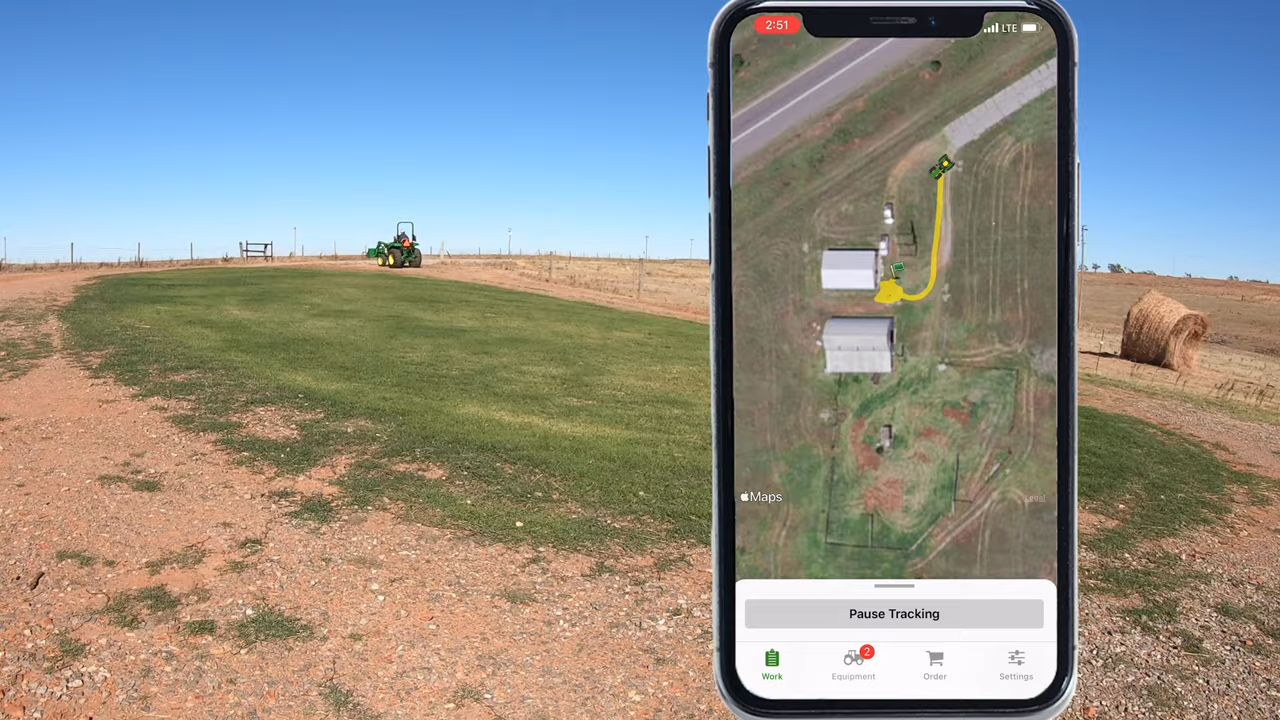 2:51
LTE
Maps
Legal
Pause Tracking
2
Work
Equipment
Order
Settings